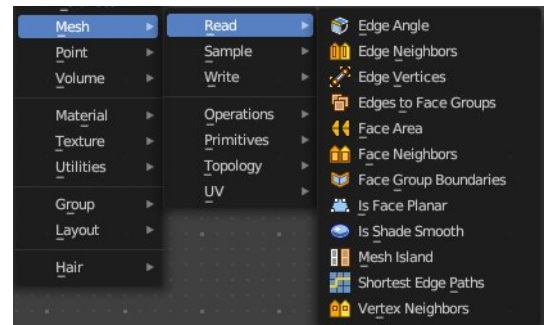 Mesh
Point
Volume
Material
Texture
Utilities
Group
Layout
Hair
Read
Sample
Write
Operations
Primitives
Topology
UV
Edge Angle
Edge Neighbors
Edge Vertices
Edges to Face Groups
Face Area
Face Neighbors
Face Group Boundaries
Is Face Planar
Is Shade Smooth
Mesh Island
Shortest Edge Paths
Vertex Neighbors